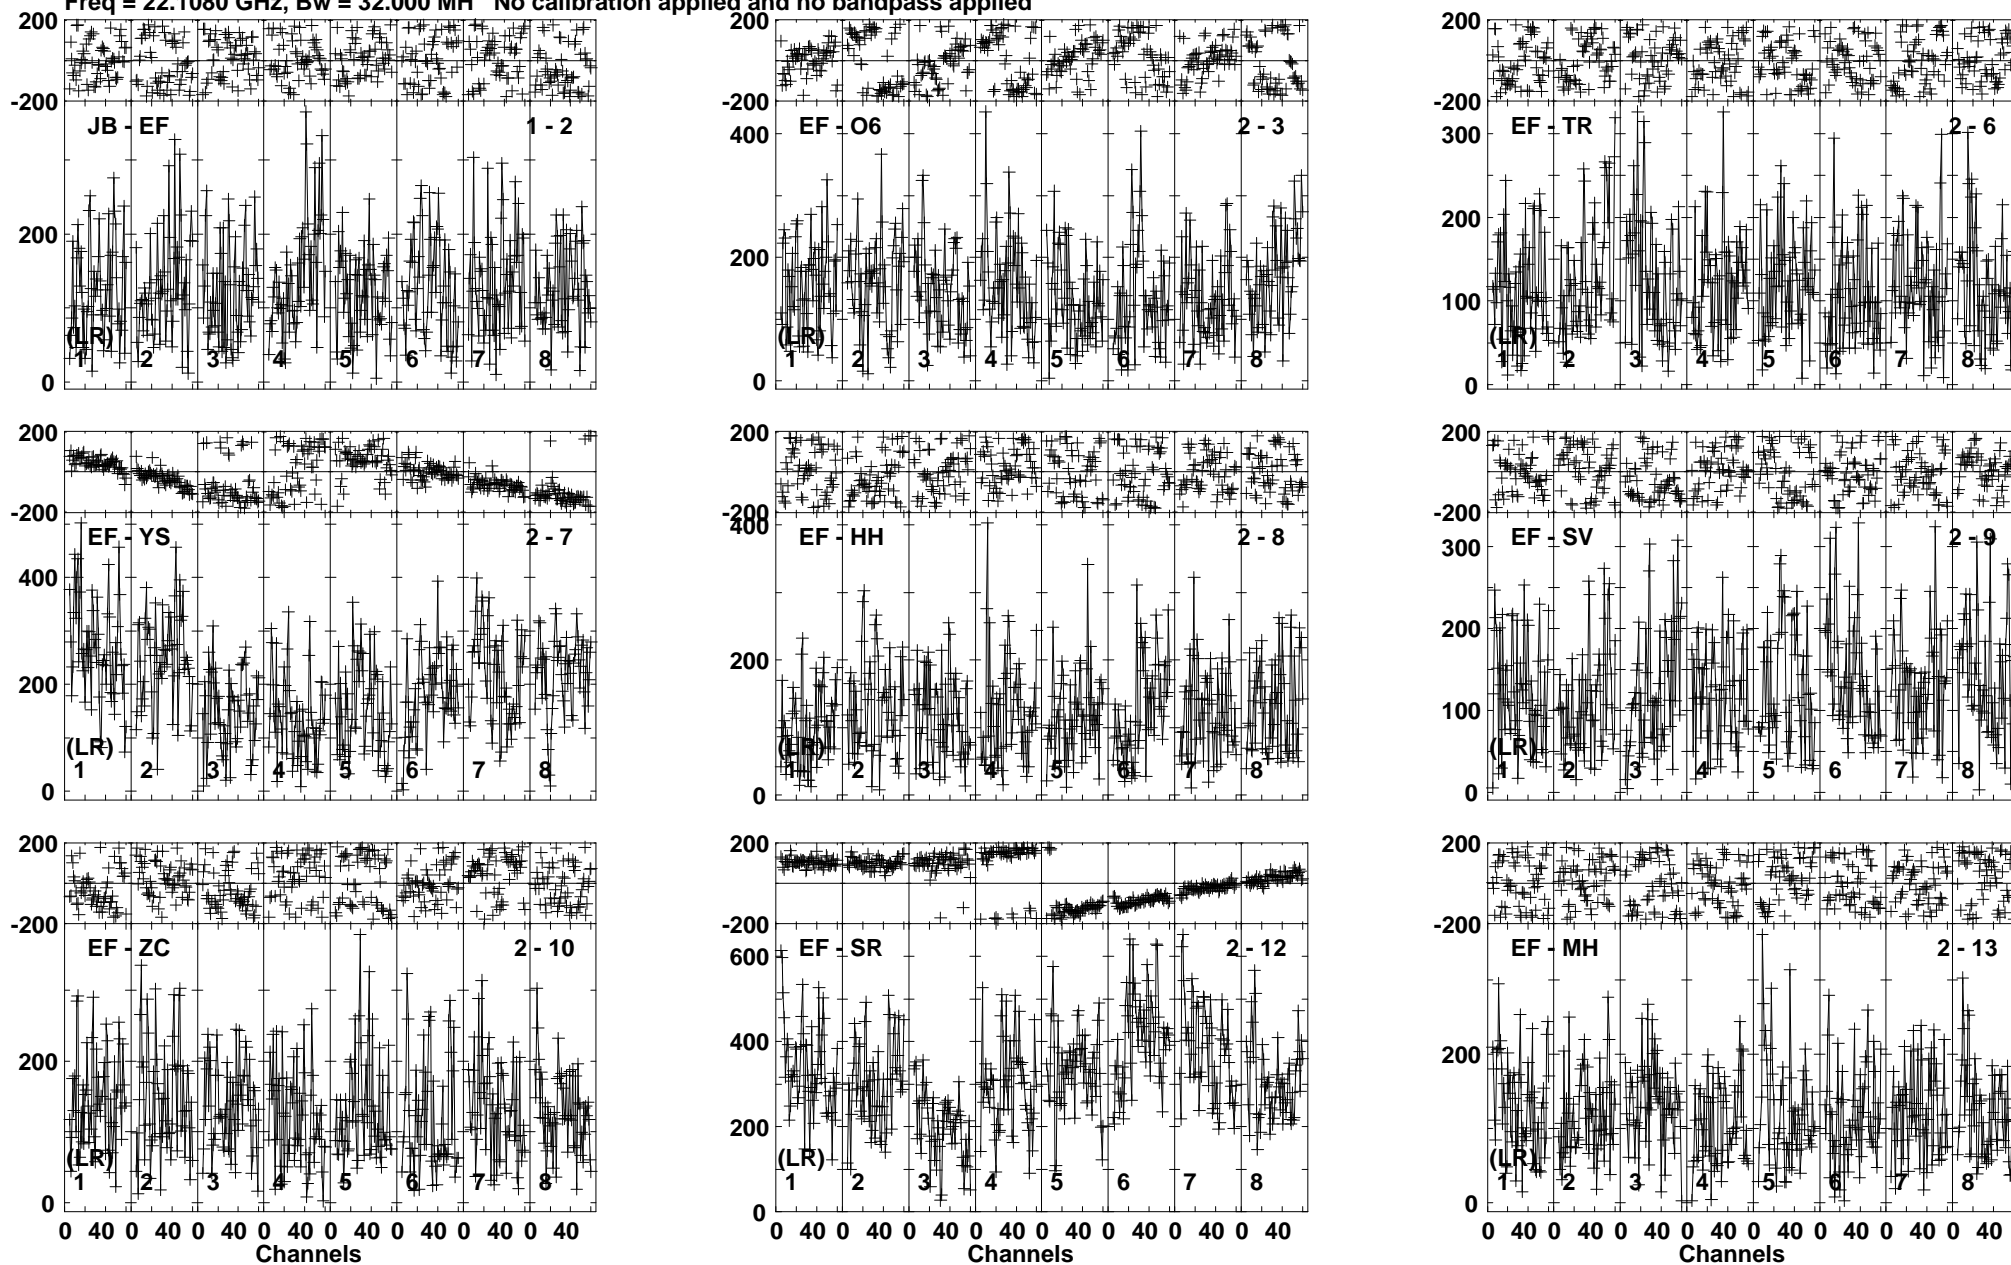 Freq = 22.1080 GHz, Bw = 32.000 MH No calibration applied and no bandpass applied
200 200 200
-200 -200 -200
JB - EF 1 - 2 EF - O6 2 - 3 EF - TR 2 - 6
400 300
200 200 200
100
(LR) (LR) (LR)
1 2 3 4 5 6 7 8 1 2 3 4 5 6 7 8 1 2 3 4 5 6 7 8
0 0 0
200 200 200
-200 -200 -200
EF - YS 2 - 7 EF - HH 2 - 8 EF - SV 2 - 9
400 400 300
200 200 200
100
(LR) (LR) (LR)
1 2 3 4 5 6 7 8 1 2 3 4 5 6 7 8 1 2 3 4 5 6 7 8
0 0 0
200 200 200
-200 -200 -200
EF - ZC 2 - 10 EF - SR 2 - 12 EF - MH 2 - 13
600
400
200 200 200
(LR) (LR) (LR)
1 2 3 4 5 6 7 8 1 2 3 4 5 6 7 8 1 2 3 4 5 6 7 8
0 0 0
0 40 0 40 0 40 0 40 0 40 0 40 0 40 0 40 0 40 0 40 0 40 0 40 0 40 0 40 0 40 0 40 0 40 0 40 0 40 0 40 0 40 0 40 0 40 0 40
Channels Channels Channels